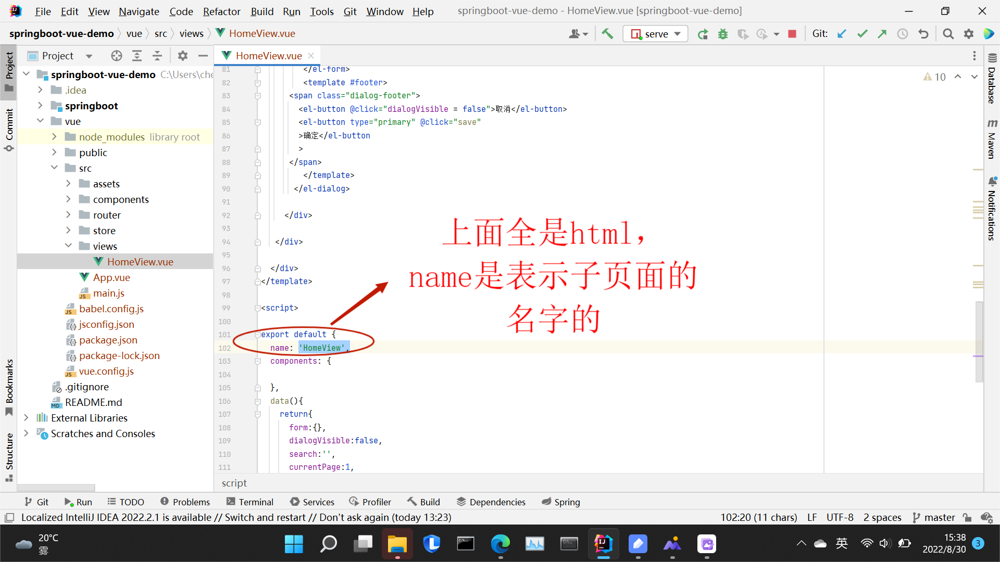 File Edit View Navigate Code Refactor Build Run Tools Git Window Help springboot-vue-demo - HomeView.vue [springboot-vue-demo]
springboot-vue-demo vue src views HomeView.vue serve Git:
Project HomeView.vue
Project
Commit
Bookmarks
Structure
springboot-vue-demo C:\Users\che
.idea
springboot
vue
node_modules library root
public
src
assets
components
router
store
views
HomeView.vue
App.vue
main.js
babel.config.js
jsconfig.json
package.json
package-lock.json
vue.config.js
.gitignore
README.md
External Libraries
Scratches and Consoles
81 </el-form>
82 <template #footer>
83 <span class="dialog-footer">
84 <el-button @click="dialogVisible = false">取消</el-button>
85 <el-button type="primary" @click="save"
86 >确定</el-button
87 >
88 </span>
89 </template>
90 </el-dialog>
91
92 </div>
93
94 </div>
95
96 </div>
97 </template>
98
99 <script>
100
101 export default {
102 name: 'HomeView',
103 components: {
104
105 },
106 data(){
107 return{
108 form:{},
109 dialogVisible:false,
110 search:'',
111 currentPage:1,
上面全是html，
name是表示子页面的
名字的
10
Database
Maven
Notifications
script
Git Run TODO Problems Terminal Services Profiler Build Dependencies Spring
Localized IntelliJ IDEA 2022.2.1 is available // Switch and restart // Don't ask again (today 13:23) 102:20 (11 chars) LF UTF-8 2 spaces master
20°C
雾
英
15:38
2022/8/30
3